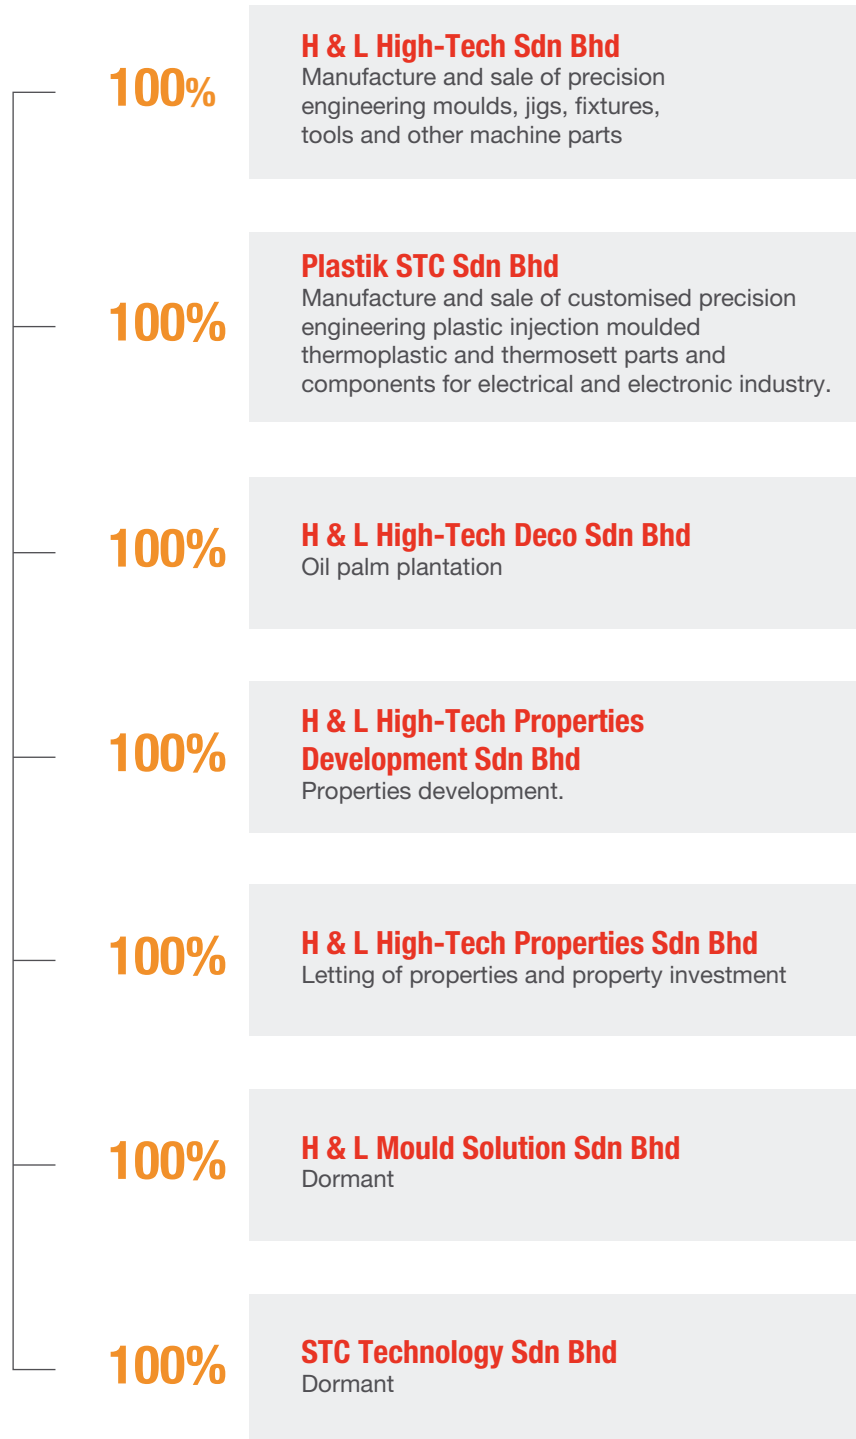 100%
H & L High-Tech Sdn Bhd
Manufacture and sale of precision
engineering moulds, jigs, fixtures,
tools and other machine parts
100%
Plastik STC Sdn Bhd
Manufacture and sale of customised precision
engineering plastic injection moulded
thermoplastic and thermosett parts and
components for electrical and electronic industry.
100%
H & L High-Tech Deco Sdn Bhd
Oil palm plantation
100%
H & L High-Tech Properties
Development Sdn Bhd
Properties development.
100%
H & L High-Tech Properties Sdn Bhd
Letting of properties and property investment
100%
H & L Mould Solution Sdn Bhd
Dormant
100%
STC Technology Sdn Bhd
Dormant